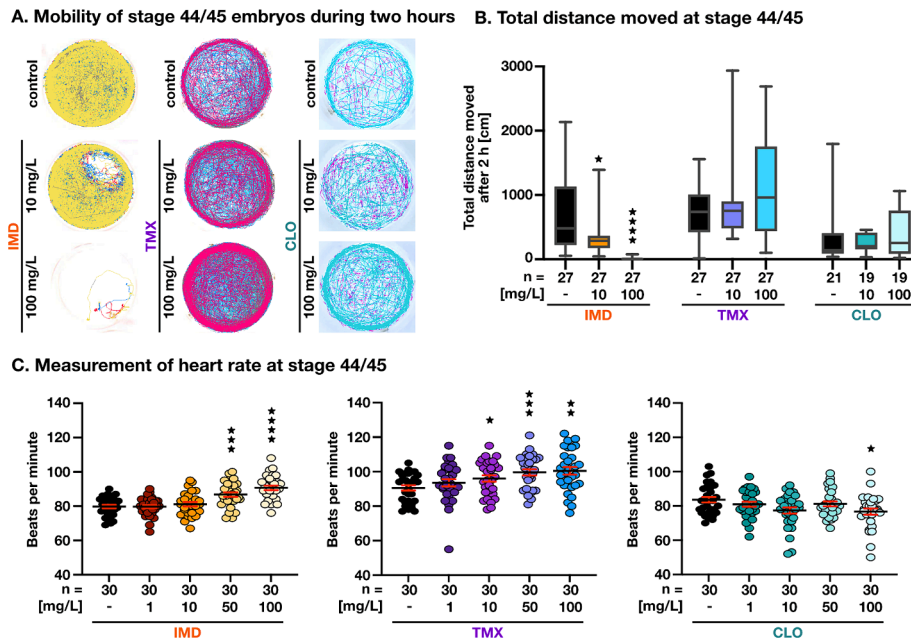 A. Mobility of stage 44/45 embryos during two hours
control
control
control
10 mg/L
10 mg/L
10 mg/L
IMD
TMX
CLO
100 mg/L
100 mg/L
100 mg/L
B. Total distance moved at stage 44/45
Total distance moved
after 2 h [cm]
3000
2000
1000
0
★
★★★★
n = 27 27 27 27 27 27 21 19 19
[mg/L] - 10 100 - 10 100 - 10 100
IMD TMX CLO
C. Measurement of heart rate at stage 44/45
Beats per minute
140
120
100
80
60
40
★★★
★★★★
n = 30 30 30 30 30
[mg/L] - 1 10 50 100
IMD
Beats per minute
140
120
100
80
60
40
★
★★★
★★
n = 30 30 30 30 30
[mg/L] - 1 10 50 100
TMX
Beats per minute
140
120
100
80
60
40
★
n = 30 30 30 30 30
[mg/L] - 1 10 50 100
CLO